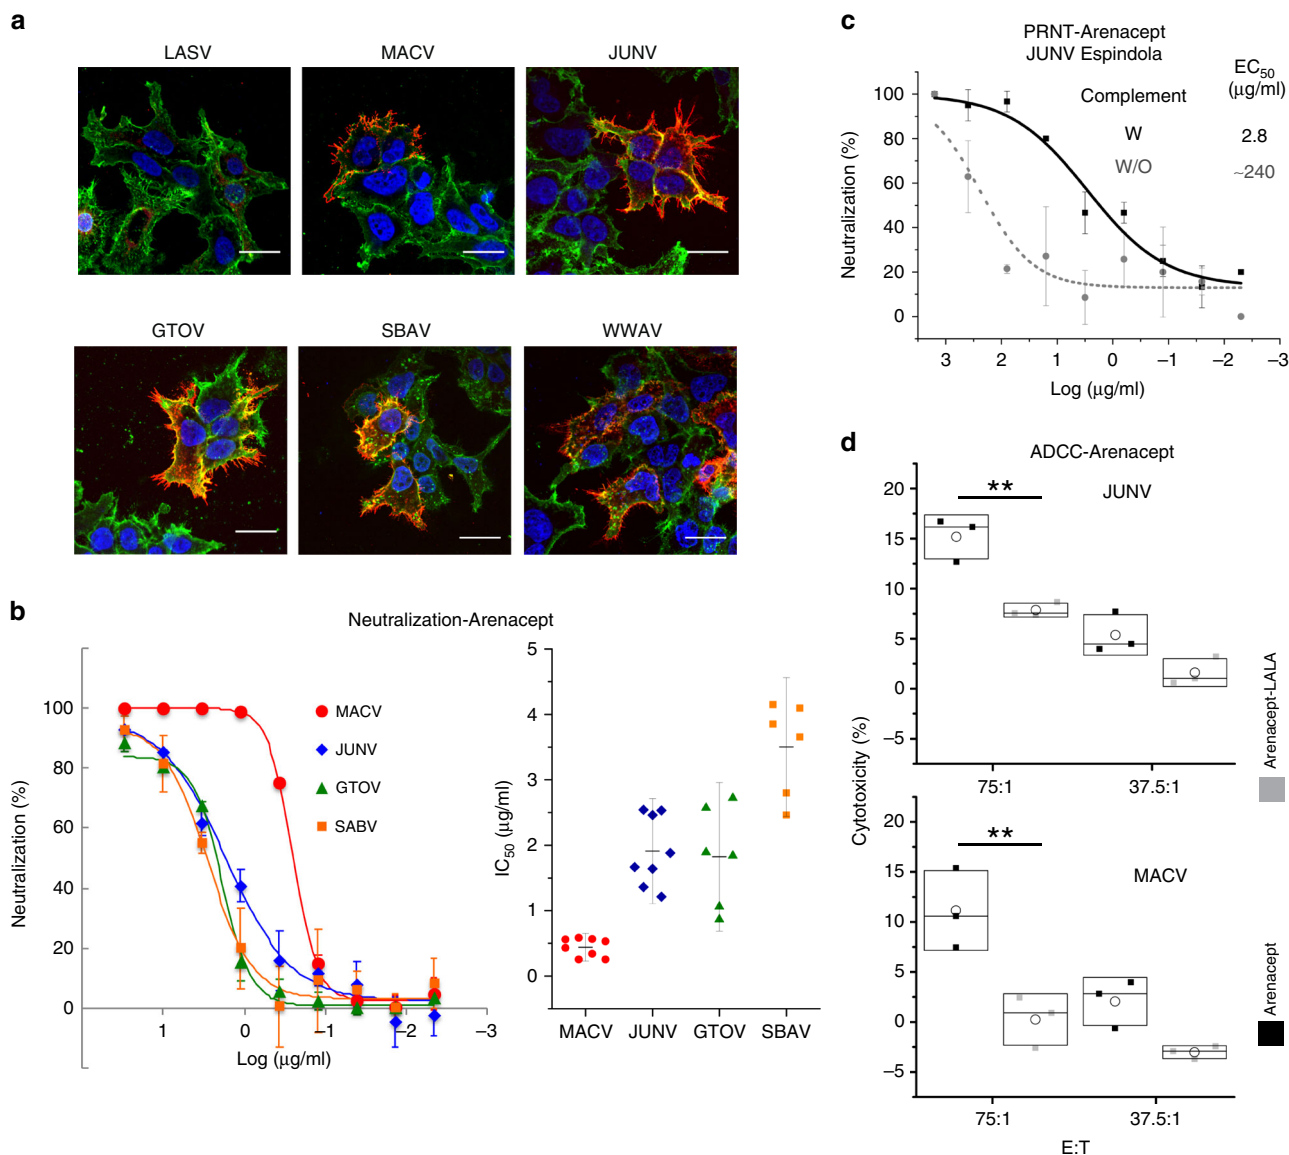 a
LASV
MACV
JUNV
GTOV
SBAV
WWAV
b
Neutralization-Arenacept
Neutralization (%)
100
80
60
40
20
0
1
0
–1
–2
–3
Log (μg/ml)
MACV
JUNV
GTOV
SABV
IC50 (μg/ml)
5
4
3
2
1
0
MACV
JUNV
GTOV
SBAV
c
PRNT-Arenacept
JUNV Espindola
EC50
(μg/ml)
Complement
W
2.8
W/O
~240
Neutralization (%)
100
80
60
40
20
0
3
2
1
0
–1
–2
–3
Log (μg/ml)
d
ADCC-Arenacept
JUNV
**
20
15
10
5
0
–5
75:1
37.5:1
Cytotoxicity (%)
MACV
**
20
15
10
5
0
–5
75:1
37.5:1
E:T
Arenacept-LALA
Arenacept